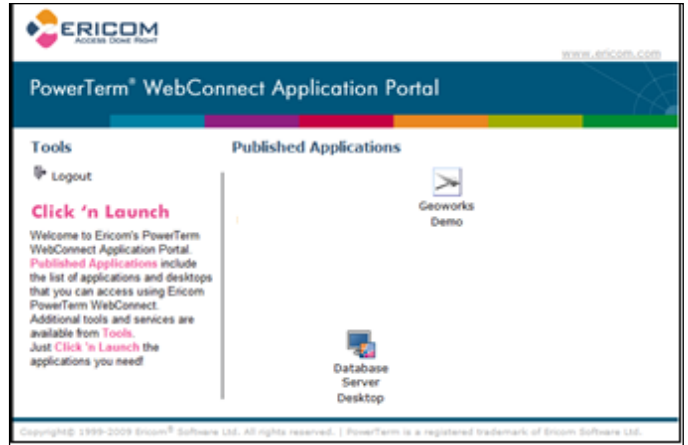 ERICOM
ACCESS DONE RIGHT
www.ericom.com
PowerTerm® WebConnect Application Portal
Tools
Published Applications
Logout
Click 'n Launch
Welcome to Ericom's PowerTerm
WebConnect Application Portal.
Published Applications include
the list of applications and desktops
that you can access using Ericom
PowerTerm WebConnect.
Additional tools and services are
available from Tools.
Just Click 'n Launch the
applications you need!
Geoworks
Demo
Database
Server
Desktop
Copyright© 1999-2009 Ericom® Software Ltd. All rights reserved. | PowerTerm is a registered trademark of Ericom Software Ltd.